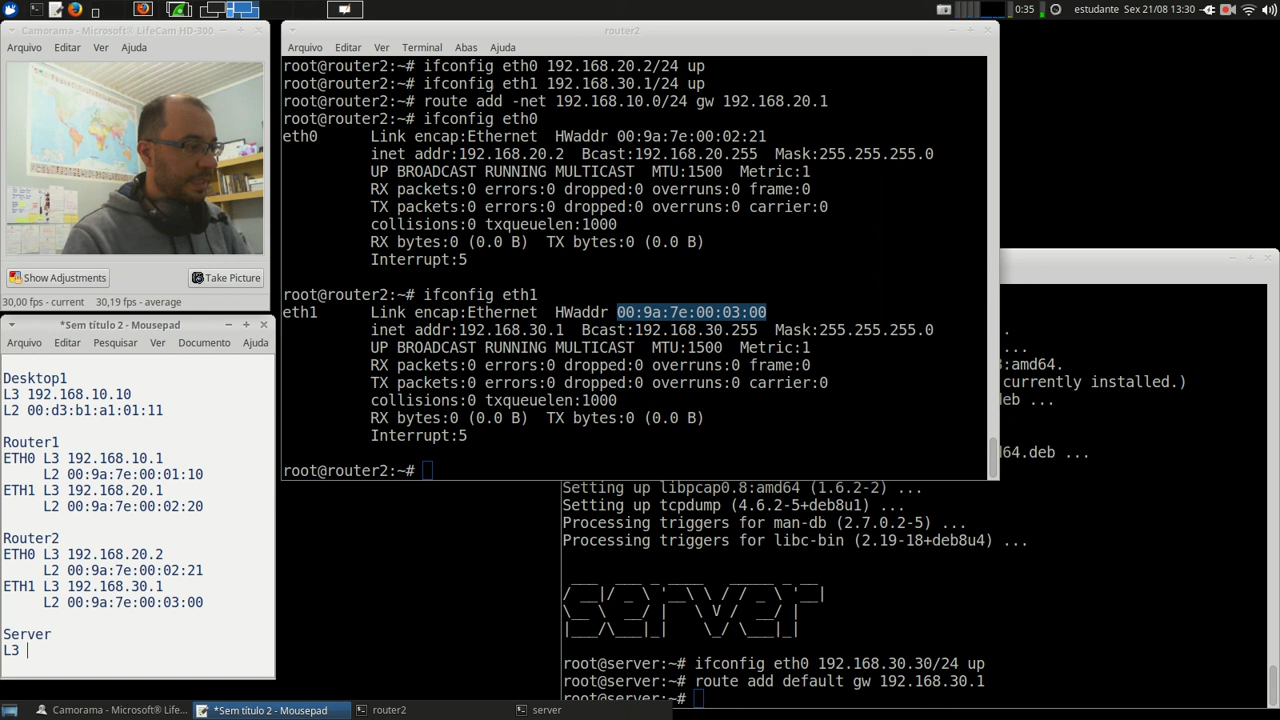 0:35
estudante Sex 21/08 13:30
Camorama - Microsoft® LifeCam HD-300
Arquivo Editar Ver Ajuda
Show Adjustments Take Picture
30,00 fps - current 30,19 fps - average
*Sem título 2 - Mousepad
Arquivo Editar Pesquisar Ver Documento Ajuda
Desktop1
L3 192.168.10.10
L2 00:d3:b1:a1:01:11
Router1
ETH0 L3 192.168.10.1
L2 00:9a:7e:00:01:10
ETH1 L3 192.168.20.1
L2 00:9a:7e:00:02:20
Router2
ETH0 L3 192.168.20.2
L2 00:9a:7e:00:02:21
ETH1 L3 192.168.30.1
L2 00:9a:7e:00:03:00
Server
L3
router2
Arquivo Editar Ver Terminal Abas Ajuda
root@router2:~# ifconfig eth0 192.168.20.2/24 up
root@router2:~# ifconfig eth1 192.168.30.1/24 up
root@router2:~# route add -net 192.168.10.0/24 gw 192.168.20.1
root@router2:~# ifconfig eth0
eth0 Link encap:Ethernet HWaddr 00:9a:7e:00:02:21
inet addr:192.168.20.2 Bcast:192.168.20.255 Mask:255.255.255.0
UP BROADCAST RUNNING MULTICAST MTU:1500 Metric:1
RX packets:0 errors:0 dropped:0 overruns:0 frame:0
TX packets:0 errors:0 dropped:0 overruns:0 carrier:0
collisions:0 txqueuelen:1000
RX bytes:0 (0.0 B) TX bytes:0 (0.0 B)
Interrupt:5
root@router2:~# ifconfig eth1
eth1 Link encap:Ethernet HWaddr 00:9a:7e:00:03:00
inet addr:192.168.30.1 Bcast:192.168.30.255 Mask:255.255.255.0
UP BROADCAST RUNNING MULTICAST MTU:1500 Metric:1
RX packets:0 errors:0 dropped:0 overruns:0 frame:0
TX packets:0 errors:0 dropped:0 overruns:0 carrier:0
collisions:0 txqueuelen:1000
RX bytes:0 (0.0 B) TX bytes:0 (0.0 B)
Interrupt:5
root@router2:~#
.
...
:amd64.
currently installed.)
eb ...
64.deb ...
Setting up libpcap0.8:amd64 (1.6.2-2) ...
Setting up tcpdump (4.6.2-5+deb8u1) ...
Processing triggers for man-db (2.7.0.2-5) ...
Processing triggers for libc-bin (2.19-18+deb8u4) ...
server
root@server:~# ifconfig eth0 192.168.30.30/24 up
root@server:~# route add default gw 192.168.30.1
root@server:~#
Camorama - Microsoft® Life...
*Sem título 2 - Mousepad
router2
server